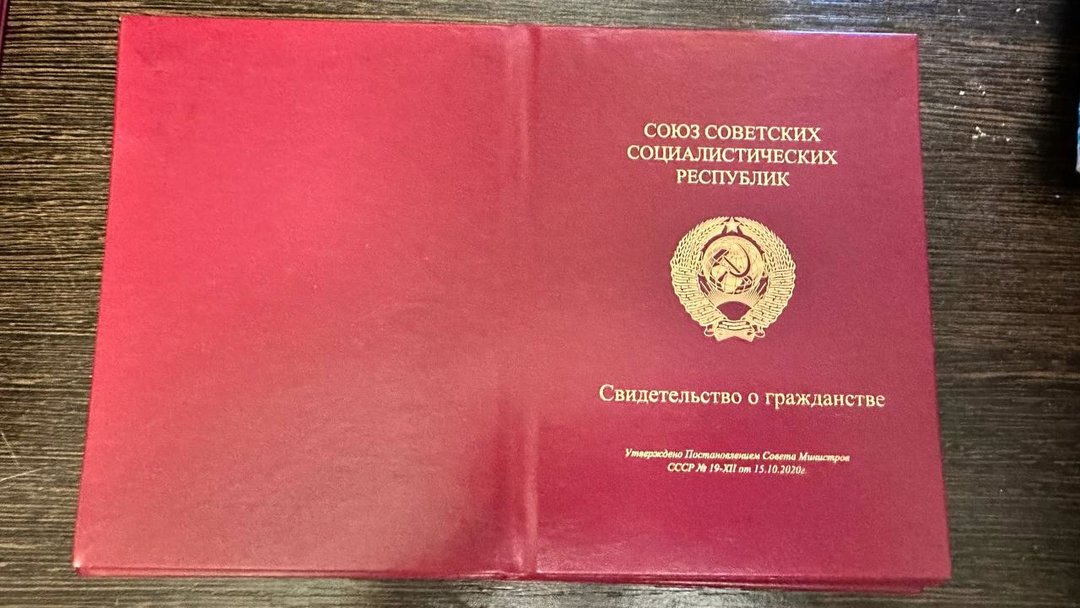 СОЮЗ СОВЕТСКИХ
СОЦИАЛИСТИЧЕСКИХ
РЕСПУБЛИК
Свидетельство о гражданстве
Утверждено Постановлением Совета Министров
СССР № 19-XII от 15.10.2020г.